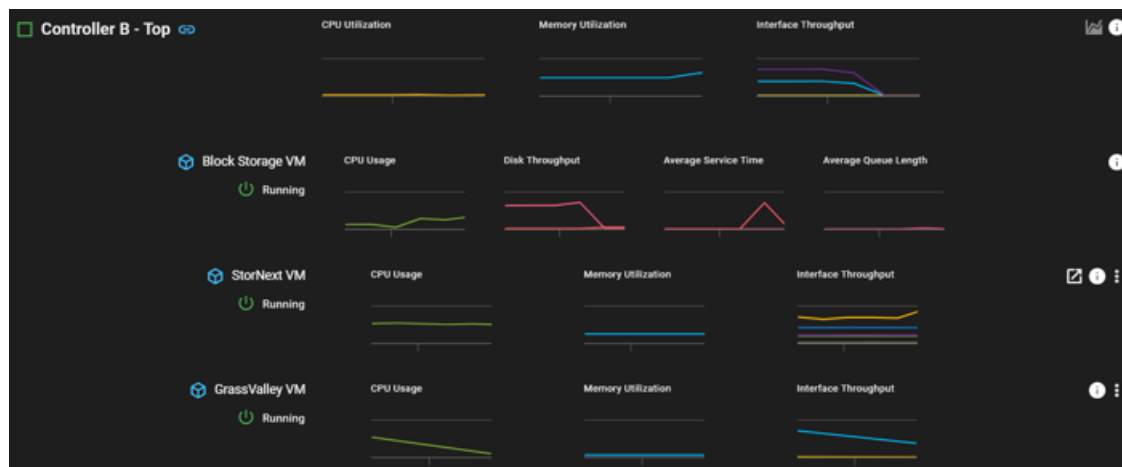 Controller B - Top
CPU Utilization
Memory Utilization
Interface Throughput
Block Storage VM
Running
CPU Usage
Disk Throughput
Average Service Time
Average Queue Length
StorNext VM
Running
CPU Usage
Memory Utilization
Interface Throughput
GrassValley VM
Running
CPU Usage
Memory Utilization
Interface Throughput